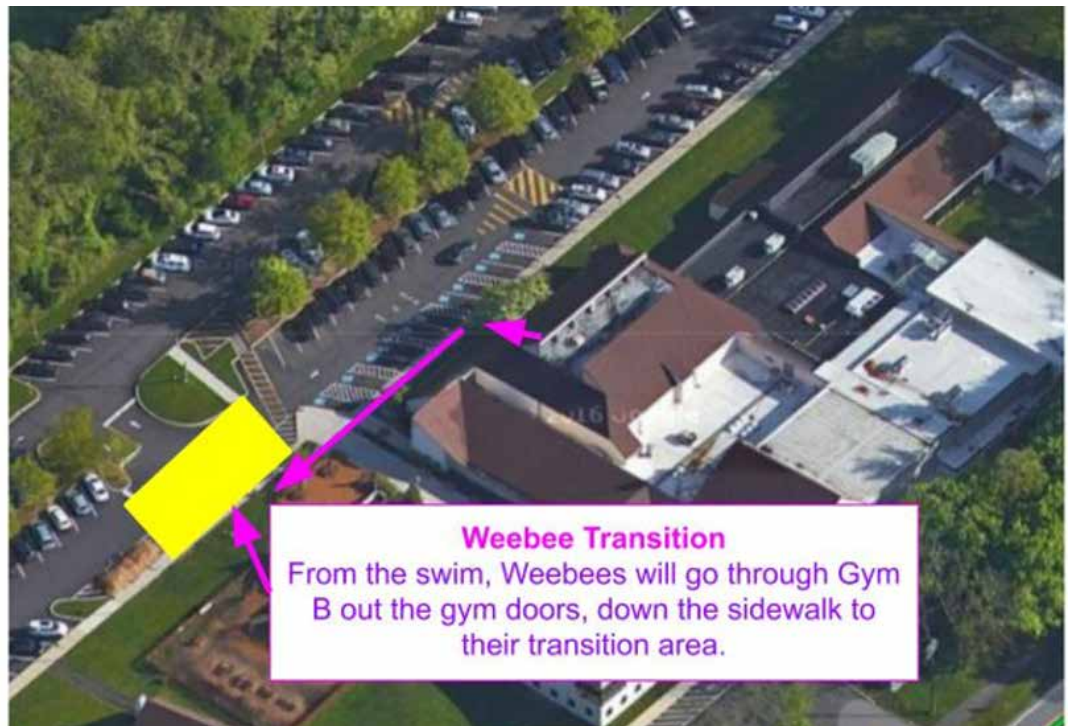 Weebee Transition
From the swim, Weebees will go through Gym
B out the gym doors, down the sidewalk to
their transition area.